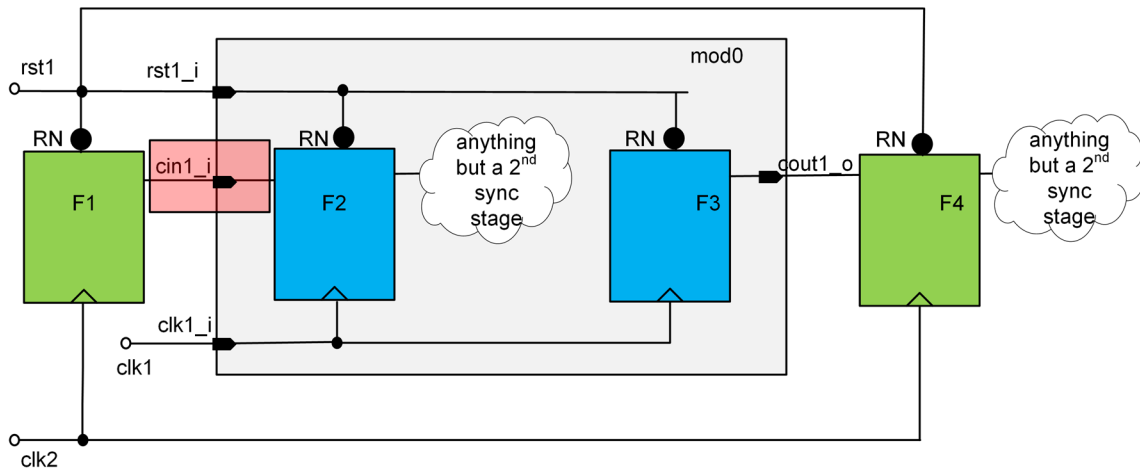 mod0
rst1
rst1_i
RN
RN
RN
RN
anything
but a 2nd
sync
stage
anything
but a 2nd
sync
stage
cin1_i
cout1_o
F1
F2
F3
F4
clk1_i
clk1
clk2